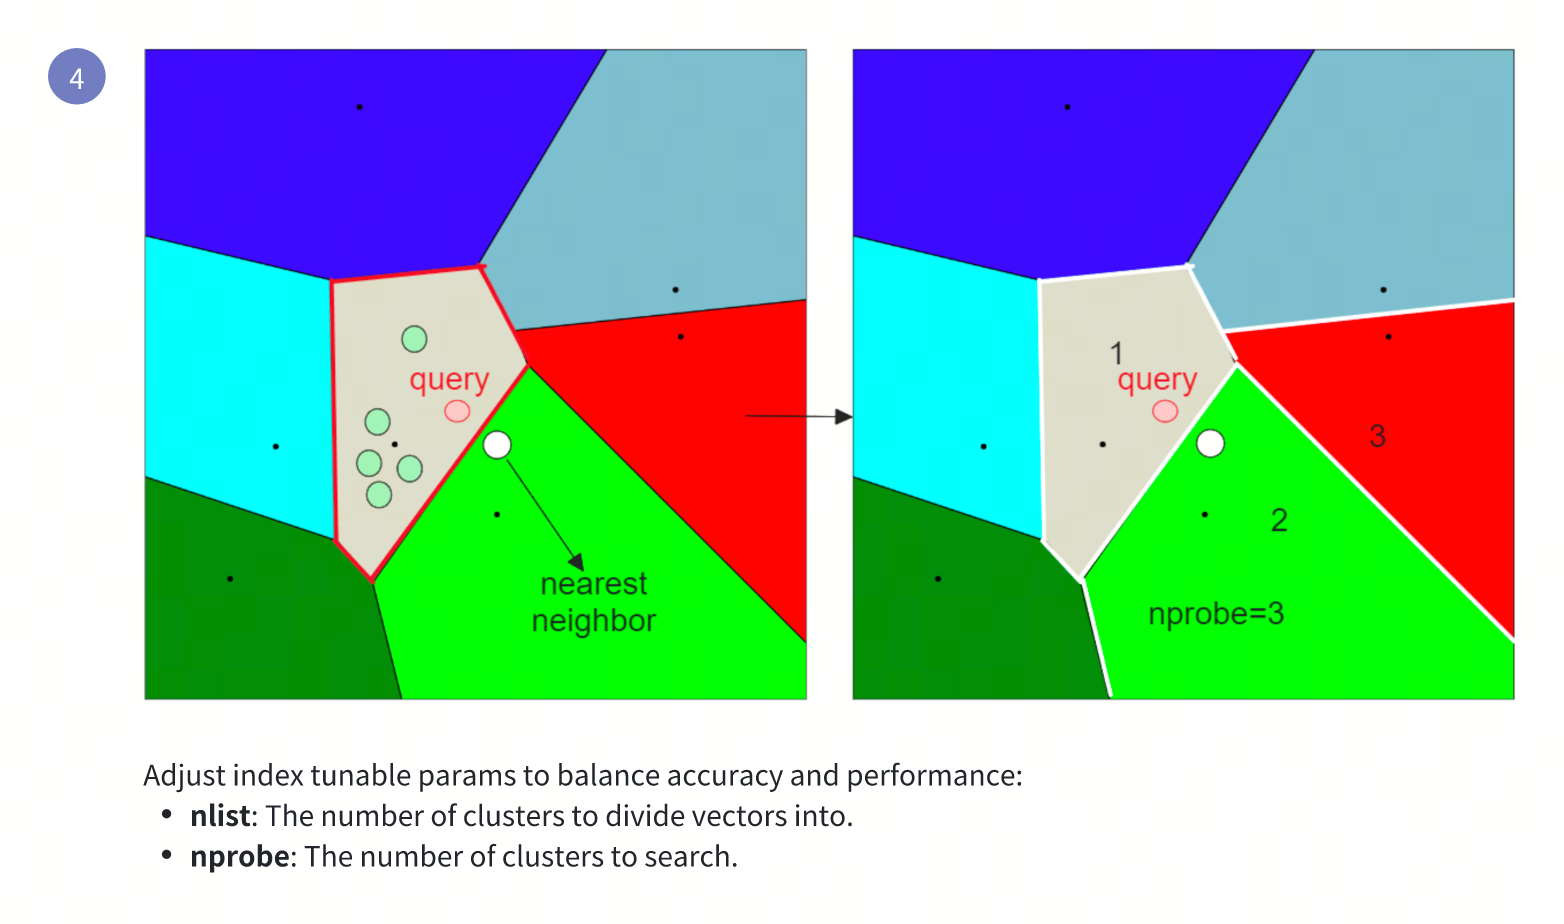 4
query
nearest
neighbor
1
query
3
2
nprobe=3
Adjust index tunable params to balance accuracy and performance:
• nlist: The number of clusters to divide vectors into.
• nprobe: The number of clusters to search.